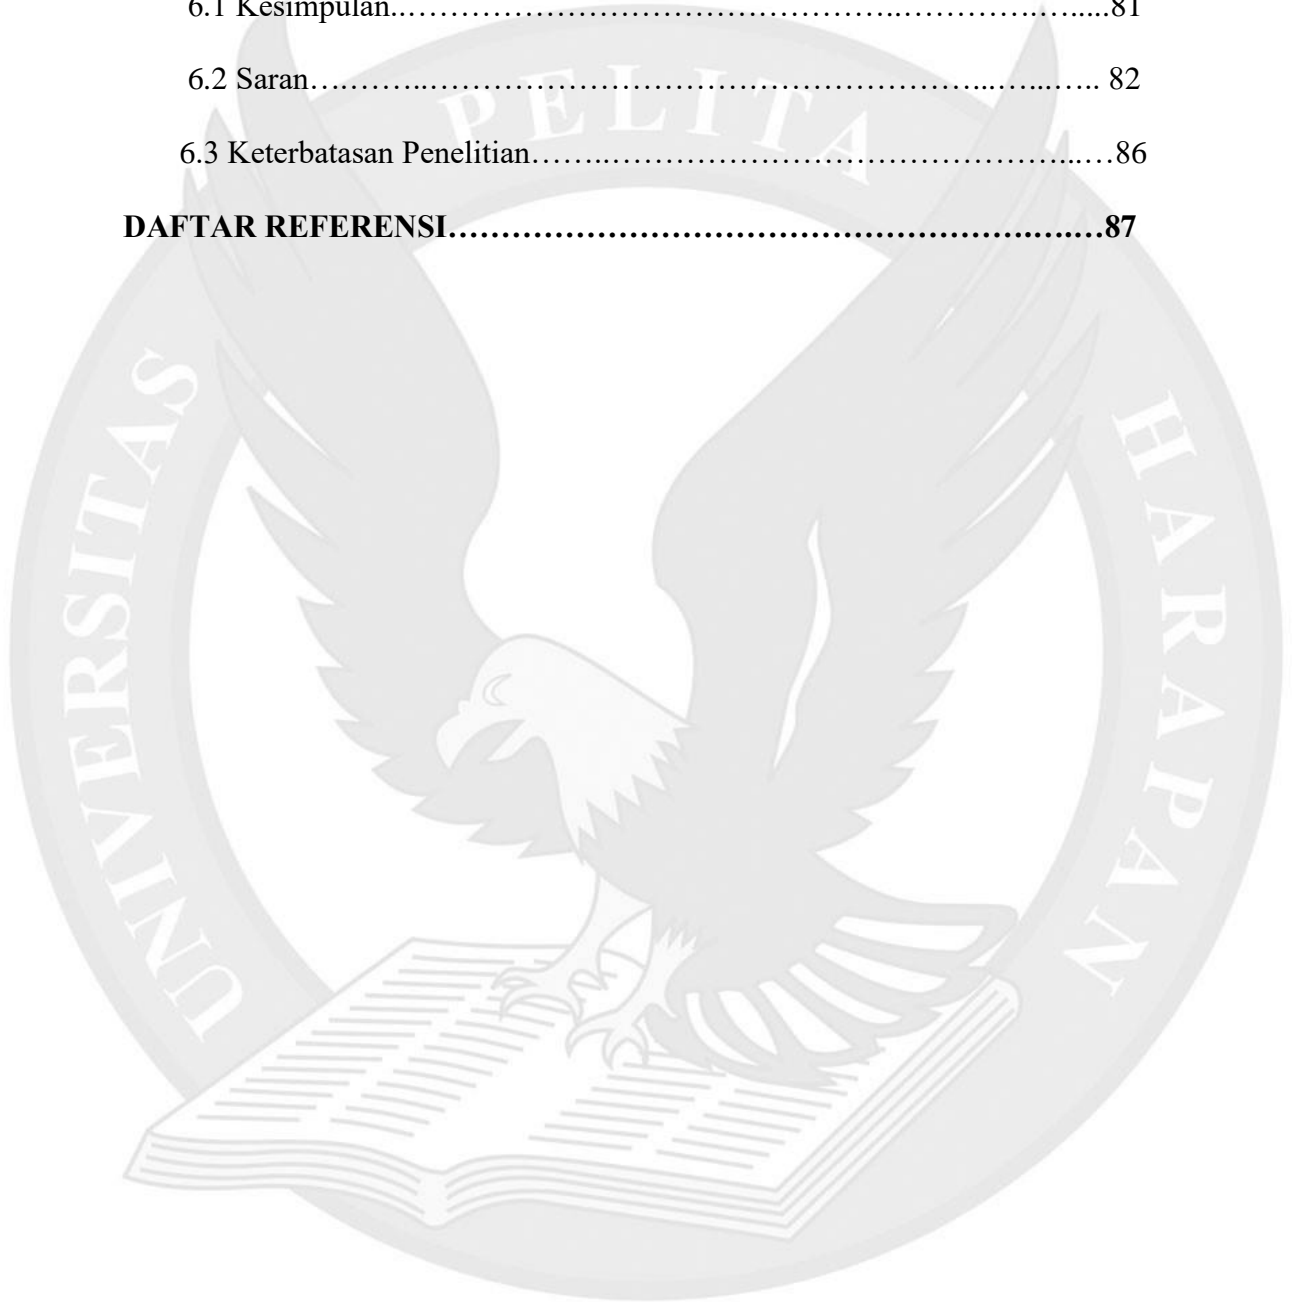 6.1 Kesimpulan..……………………………………………..………….…......81
6.2 Saran….……..…………………………………………………...…...….. 82
6.3 Keterbatasan Penelitian……..……………………………………...…86
DAFTAR REFERENSI……………………………………………….….…87
UNIVERSITAS PELITA HARAPAN